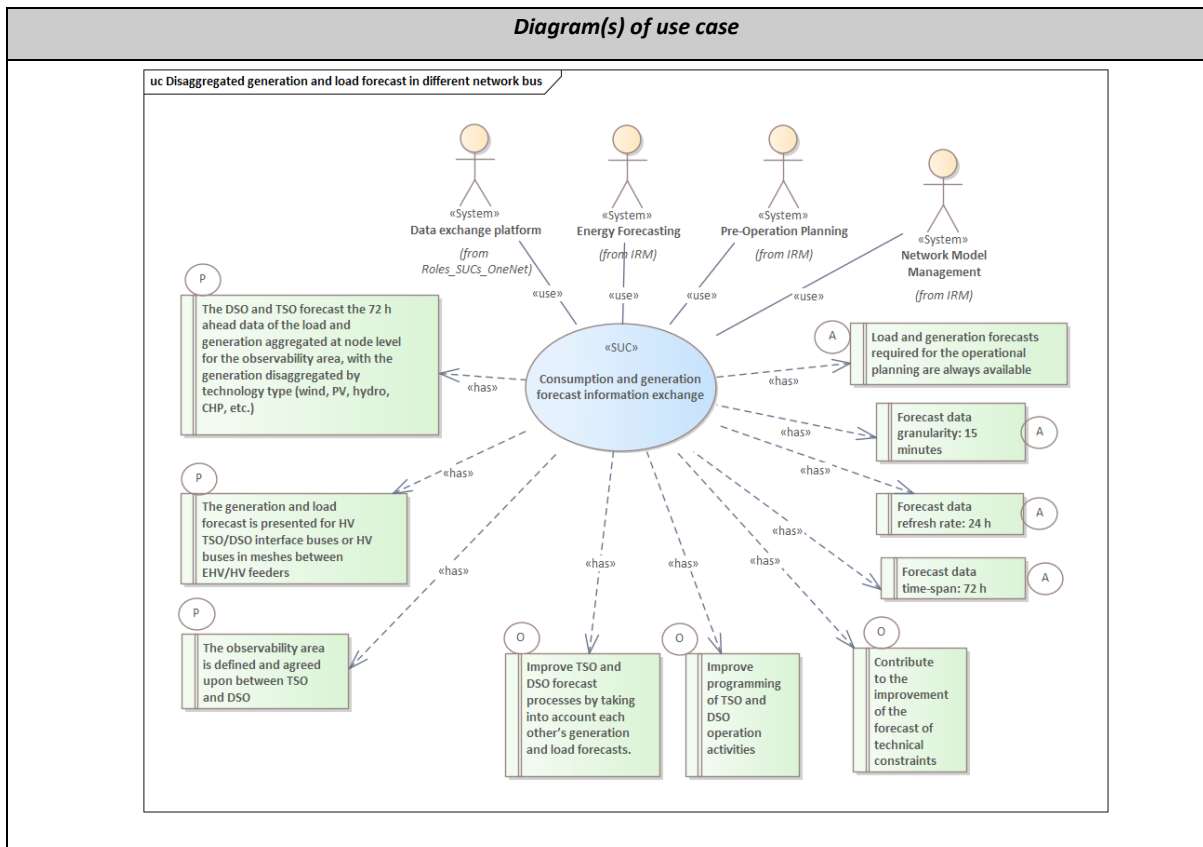 Diagram(s) of use case
uc Disaggregated generation and load forecast in different network bus
«System»
Data exchange platform
(from
Roles_SUCs_OneNet)
«System»
Energy Forecasting
(from IRM)
«System»
Pre-Operation Planning
(from IRM)
«System»
Network Model
Management
(from IRM)
«use»
«use»
«use»
«use»
P
The DSO and TSO forecast the 72 h
ahead data of the load and
generation aggregated at node level
for the observability area, with the
generation disaggregated by
technology type (wind, PV, hydro,
CHP, etc.)
«has»
«SUC»
Consumption and generation
forecast information exchange
A
Load and generation forecasts
required for the operational
planning are always available
«has»
Forecast data
granularity: 15
minutes
A
«has»
P
The generation and load
forecast is presented for HV
TSO/DSO interface buses or HV
buses in meshes between
EHV/HV feeders
«has»
Forecast data
refresh rate: 24 h
A
«has»
Forecast data
time-span: 72 h
A
«has»
P
The observability area
is defined and agreed
upon between TSO
and DSO
«has»
O
Improve TSO and
DSO forecast
processes by taking
into account each
other's generation
and load forecasts.
«has»
O
Improve
programming
of TSO and
DSO
operation
activities
«has»
O
Contribute
to the
improvement
of the
forecast of
technical
constraints
«has»